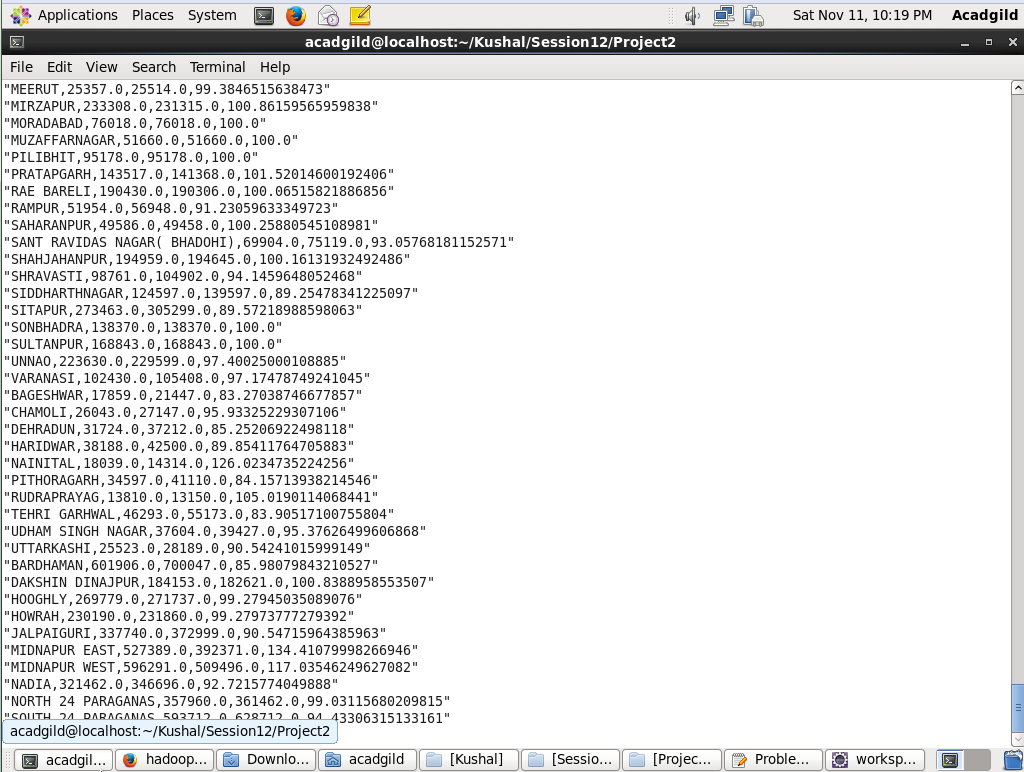 Applications Places System Sat Nov 11, 10:19 PM Acadgild
acadgild@localhost:~/Kushal/Session12/Project2
File Edit View Search Terminal Help
"MEERUT,25357.0,25514.0,99.3846515638473"
"MIRZAPUR,233308.0,231315.0,100.86159565959838"
"MORADABAD,76018.0,76018.0,100.0"
"MUZAFFARNAGAR,51660.0,51660.0,100.0"
"PILIBHIT,95178.0,95178.0,100.0"
"PRATAPGARH,143517.0,141368.0,101.52014600192406"
"RAE BARELI,190430.0,190306.0,100.06515821886856"
"RAMPUR,51954.0,56948.0,91.23059633349723"
"SAHARANPUR,49586.0,49458.0,100.25880545108981"
"SANT RAVIDAS NAGAR( BHADOHI),69904.0,75119.0,93.05768181152571"
"SHAHJAHANPUR,194959.0,194645.0,100.16131932492486"
"SHRAVASTI,98761.0,104902.0,94.1459648052468"
"SIDDHARTHNAGAR,124597.0,139597.0,89.25478341225097"
"SITAPUR,273463.0,305299.0,89.57218988598063"
"SONBHADRA,138370.0,138370.0,100.0"
"SULTANPUR,168843.0,168843.0,100.0"
"UNNAO,223630.0,229599.0,97.40025000108885"
"VARANASI,102430.0,105408.0,97.17478749241045"
"BAGESHWAR,17859.0,21447.0,83.27038746677857"
"CHAMOLI,26043.0,27147.0,95.93325229307106"
"DEHRADUN,31724.0,37212.0,85.25206922498118"
"HARIDWAR,38188.0,42500.0,89.85411764705883"
"NAINITAL,18039.0,14314.0,126.0234735224256"
"PITHORAGARH,34597.0,41110.0,84.15713938214546"
"RUDRAPRAYAG,13810.0,13150.0,105.0190114068441"
"TEHRI GARHWAL,46293.0,55173.0,83.90517100755804"
"UDHAM SINGH NAGAR,37604.0,39427.0,95.37626499606868"
"UTTARKASHI,25523.0,28189.0,90.54241015999149"
"BARDHAMAN,601906.0,700047.0,85.98079843210527"
"DAKSHIN DINAJPUR,184153.0,182621.0,100.8388958553507"
"HOOGHLY,269779.0,271737.0,99.27945035089076"
"HOWRAH,230190.0,231860.0,99.27973777279392"
"JALPAIGURI,337740.0,372999.0,90.54715964385963"
"MIDNAPUR EAST,527389.0,392371.0,134.41079998266946"
"MIDNAPUR WEST,596291.0,509496.0,117.03546249627082"
"NADIA,321462.0,346696.0,92.7215774049888"
"NORTH 24 PARAGANAS,357960.0,361462.0,99.03115680209815"
"SOUTH 24 PARAGANAS,593712.0,628712.0,94.43306315133161"
acadgild@localhost:~/Kushal/Session12/Project2
acadgil... hadoop... Downlo... acadgild [Kushal] [Sessio... [Projec... Proble... worksp...